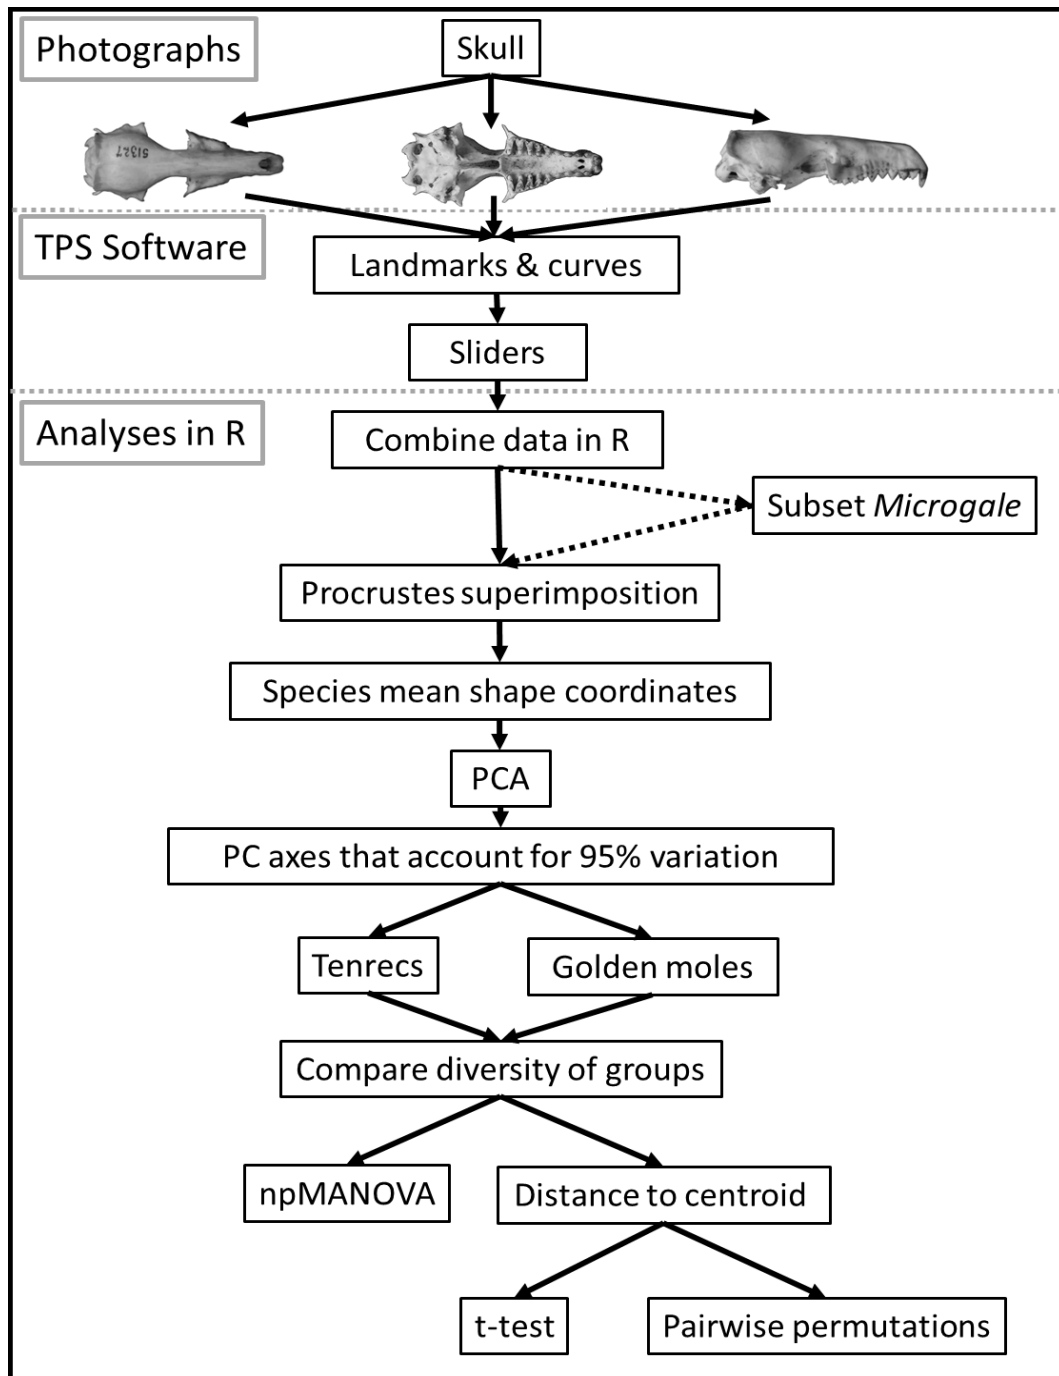 Photographs
Skull
51327
TPS Software
Landmarks & curves
Sliders
Analyses in R
Combine data in R
Subset Microgale
Procrustes superimposition
Species mean shape coordinates
PCA
PC axes that account for 95% variation
Tenrecs
Golden moles
Compare diversity of groups
npMANOVA
Distance to centroid
t-test
Pairwise permutations